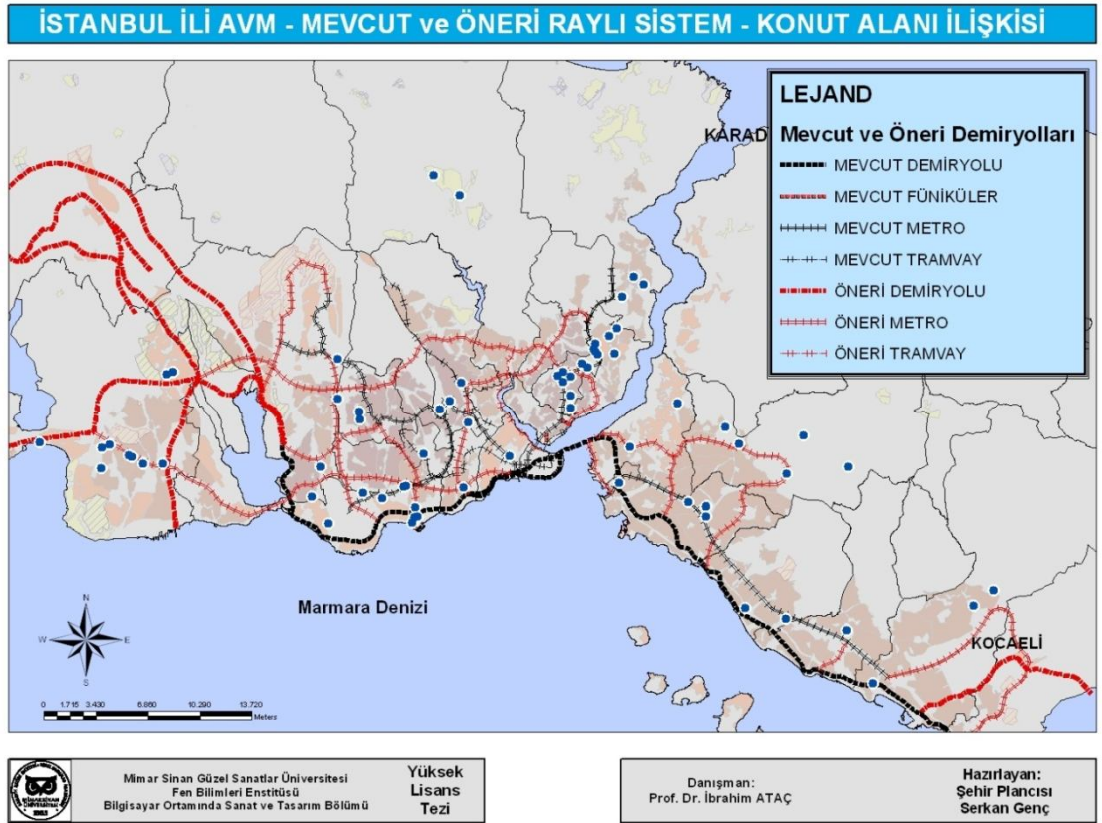 İSTANBUL İLİ AVM - MEVCUT ve ÖNERİ RAYLI SİSTEM - KONUT ALANI İLİŞKİSİ
LEJAND
KARAD
Mevcut ve Öneri Demiryolları
MEVCUT DEMİRYOLU
MEVCUT FÜNİKÜLER
MEVCUT METRO
MEVCUT TRAMVAY
ÖNERİ DEMİRYOLU
ÖNERİ METRO
ÖNERİ TRAMVAY
Marmara Denizi
KOCAELİ
N
W
E
S
0 1.715 3.430 6.860 10.290 13.720
Meters
Mimar Sinan Güzel Sanatlar Üniversitesi
Fen Bilimleri Enstitüsü
Bilgisayar Ortamında Sanat ve Tasarım Bölümü
Yüksek
Lisans
Tezi
Danışman:
Prof. Dr. İbrahim ATAÇ
Hazırlayan:
Şehir Plancısı
Serkan Genç